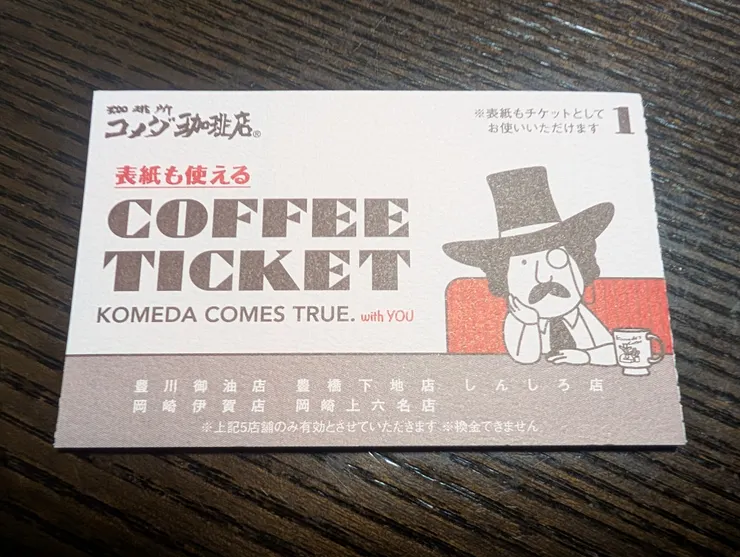 珈琲所
コメダ珈琲店®
※表紙もチケットとして
お使いいただけます
1
表紙も使える
COFFEE
TICKET
KOMEDA COMES TRUE. with YOU
豊川御油店 豊橋下地店 しんしろ店
岡崎伊賀店 岡崎上六名店
※上記5店舗のみ有効とさせていただきます ※換金できません